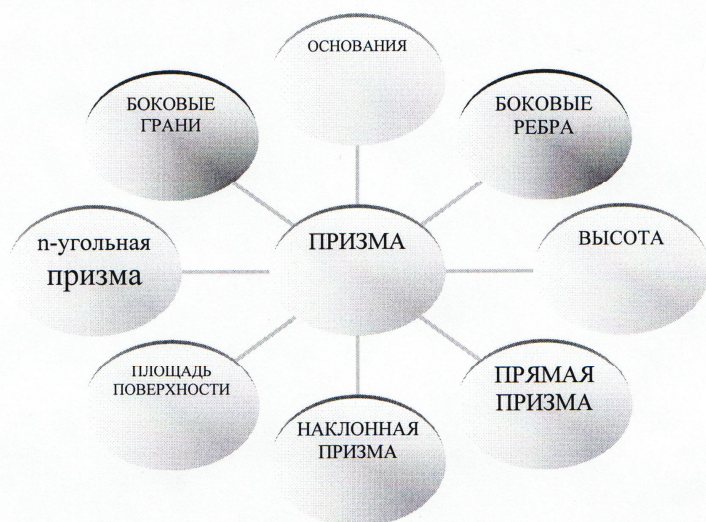 ОСНОВАНИЯ
БОКОВЫЕ
ГРАНИ
БОКОВЫЕ
РЕБРА
n-угольная
призма
ПРИЗМА
ВЫСОТА
ПЛОЩАДЬ
ПОВЕРХНОСТИ
ПРЯМАЯ
ПРИЗМА
НАКЛОННАЯ
ПРИЗМА